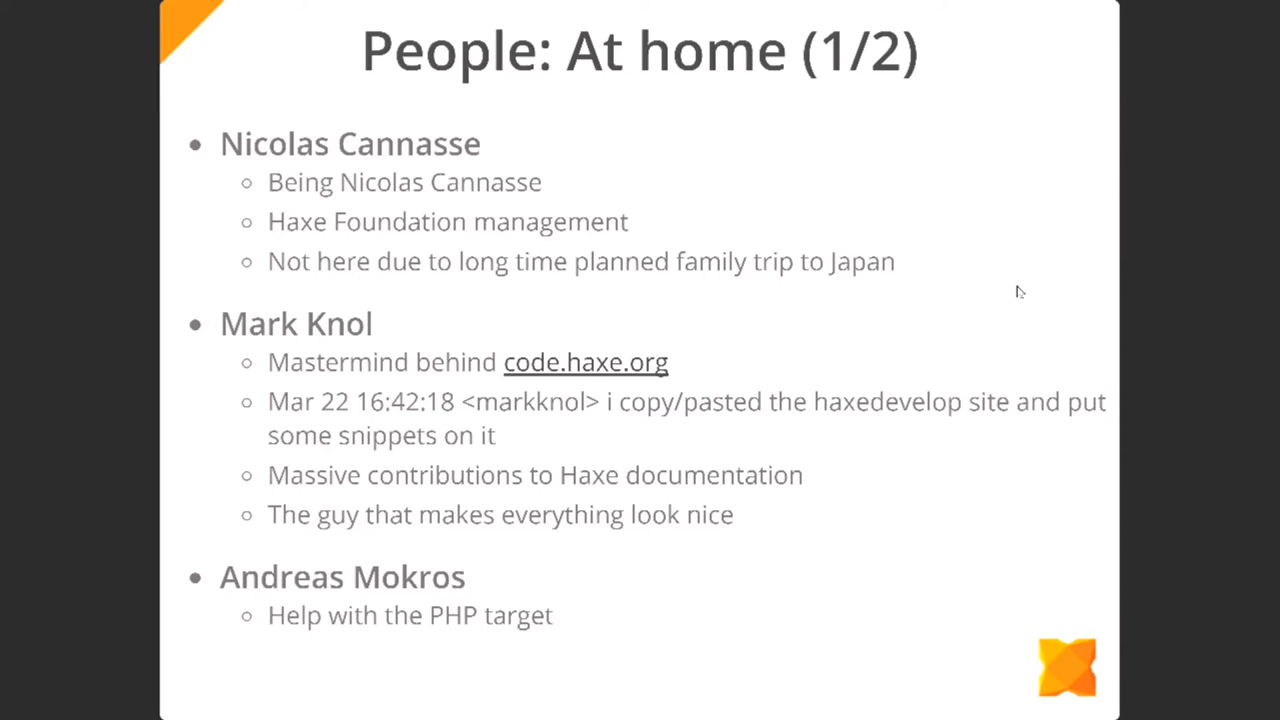 People: At home (1/2)
Nicolas Cannasse
Being Nicolas Cannasse
Haxe Foundation management
Not here due to long time planned family trip to Japan
Mark Knol
Mastermind behind code.haxe.org
Mar 22 16:42:18 <markknol> i copy/pasted the haxedevelop site and put
some snippets on it
Massive contributions to Haxe documentation
The guy that makes everything look nice
Andreas Mokros
Help with the PHP target